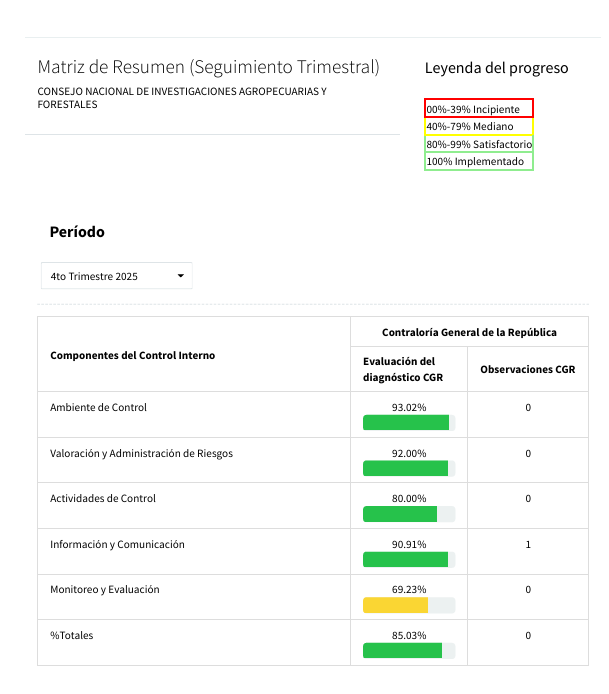 Matriz de Resumen (Seguimiento Trimestral)
CONSEJO NACIONAL DE INVESTIGACIONES AGROPECUARIAS Y
FORESTALES
Leyenda del progreso
00%-39% Incipiente
40%-79% Mediano
80%-99% Satisfactorio
100% Implementado
Período
4to Trimestre 2025
Componentes del Control Interno
Contraloría General de la República
Evaluación del
diagnóstico CGR
Observaciones CGR
Ambiente de Control 93.02% 0
Valoración y Administración de Riesgos 92.00% 0
Actividades de Control 80.00% 0
Información y Comunicación 90.91% 1
Monitoreo y Evaluación 69.23% 0
%Totales 85.03% 0